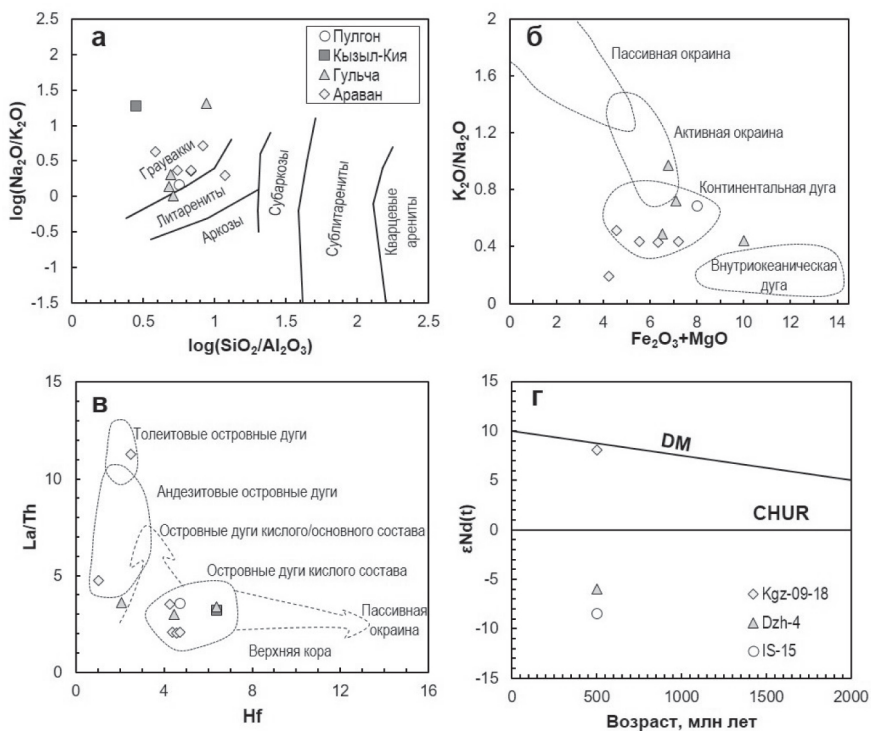 а
Пулгон
Кызыл-Кия
Гульча
Араван
Граувакки
Литарениты
Аркозы
Субаркозы
Сублитарениты
Кварцевые
арениты
2.5
2
1.5
1
0.5
0
-0.5
-1
-1.5
log(Na2O/K2O)
0
0.5
1
1.5
2
2.5
log(SiO2/Al2O3)
б
Пассивная окраина
Активная окраина
Континентальная дуга
Внутриокеаническая
дуга
2
1.6
1.2
0.8
0.4
0
K2O/Na2O
0
2
4
6
8
10
12
14
Fe2O3+MgO
в
Толеитовые островные дуги
Андезитовые островные дуги
Островные дуги кислого/основного состава
Островные дуги кислого состава
Пассивная
окраина
Верхняя кора
15
10
5
0
La/Th
0
4
8
12
16
Hf
г
DM
CHUR
Kgz-09-18
Dzh-4
IS-15
15
10
5
0
-5
-10
-15
εNd(t)
0
500
1000
1500
2000
Возраст, млн лет